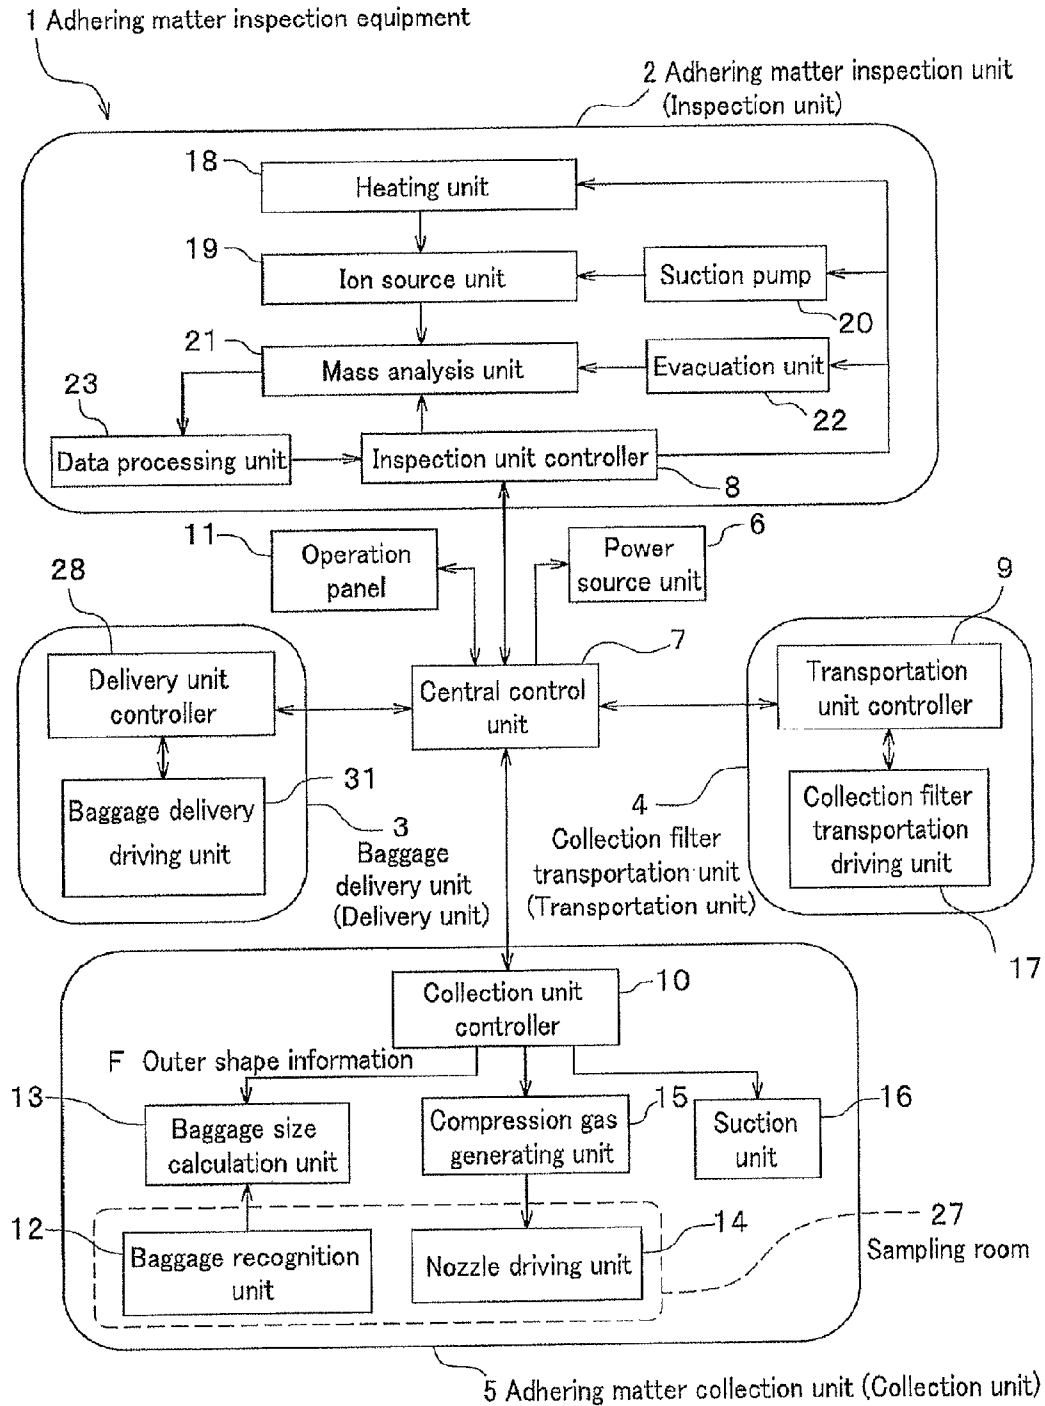 1 Adhering matter inspection equipment
2 Adhering matter inspection unit
(Inspection unit)
18
Heating unit
19
Ion source unit
Suction pump
20
21
Mass analysis unit
Evacuation unit
22
23
Data processing unit
Inspection unit controller
8
11
Operation
panel
6
Power
source unit
28
Delivery unit
controller
7
Central control
unit
9
Transportation
unit controller
31
Baggage delivery
driving unit
3
Baggage
delivery unit
(Delivery unit)
4
Collection filter
transportation unit
(Transportation unit)
Collection filter
transportation
driving unit
17
10
Collection unit
controller
F Outer shape information
13
Baggage size
calculation unit
15
Compression gas
generating unit
16
Suction
unit
12
Baggage recognition
unit
14
Nozzle driving unit
27
Sampling room
5 Adhering matter collection unit (Collection unit)